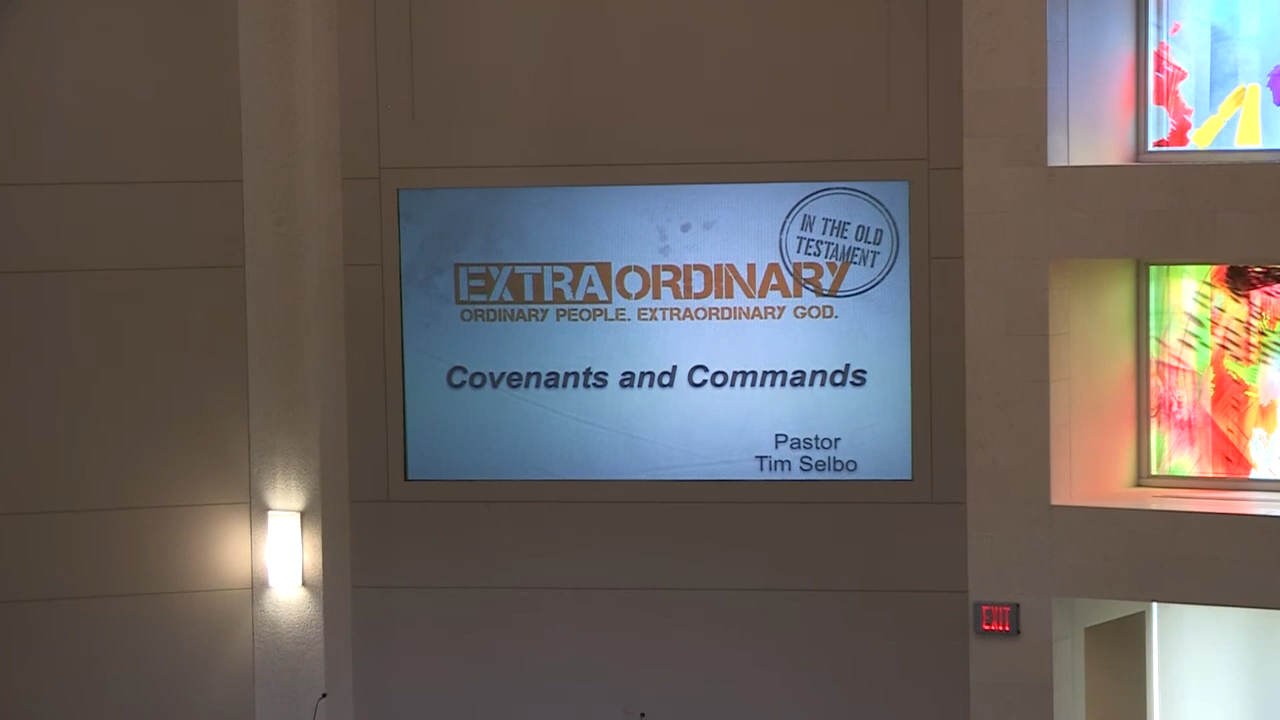 IN THE OLD
TESTAMENT
EXTRAORDINARY
ORDINARY PEOPLE. EXTRAORDINARY GOD.
Covenants and Commands
Pastor
Tim Selbo
EXIT